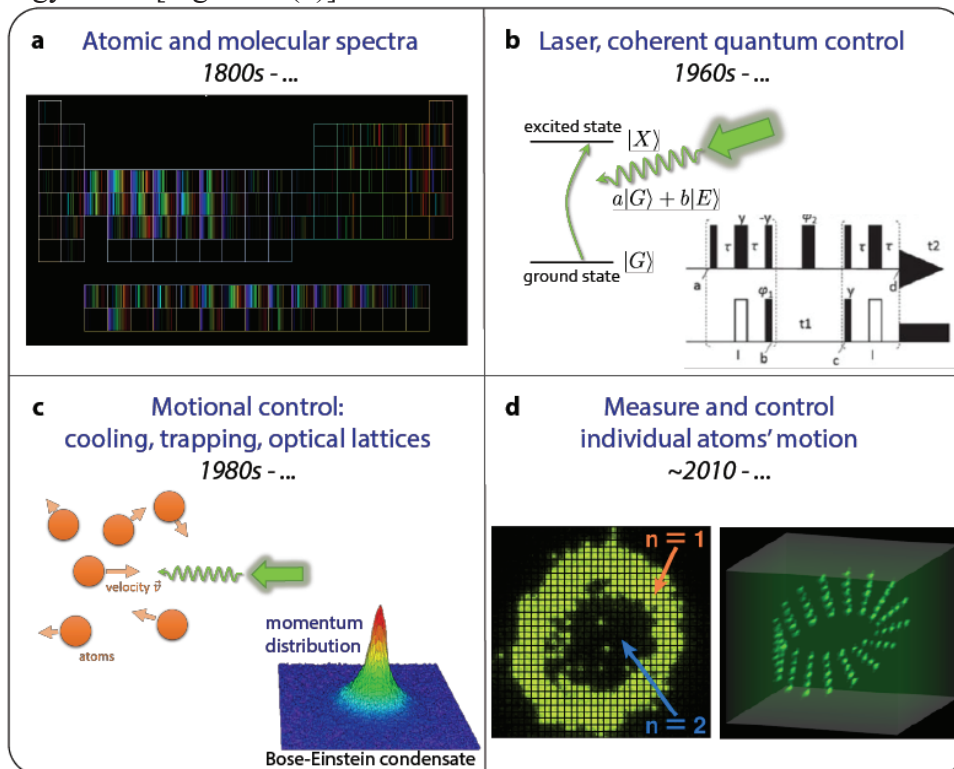 a
Atomic and molecular spectra
1800s - ...
b
Laser, coherent quantum control
1960s - ...
excited state
|X⟩
a|G⟩ + b|E⟩
|G⟩
ground state
y
-y
φ₂
τ
τ
τ
τ
t2
a
d
φ₁
y
t1
I
b
c
I
c
Motional control:
cooling, trapping, optical lattices
1980s - ...
velocity v⃗
atoms
momentum
distribution
Bose-Einstein condensate
d
Measure and control
individual atoms' motion
~2010 - ...
n = 1
n = 2